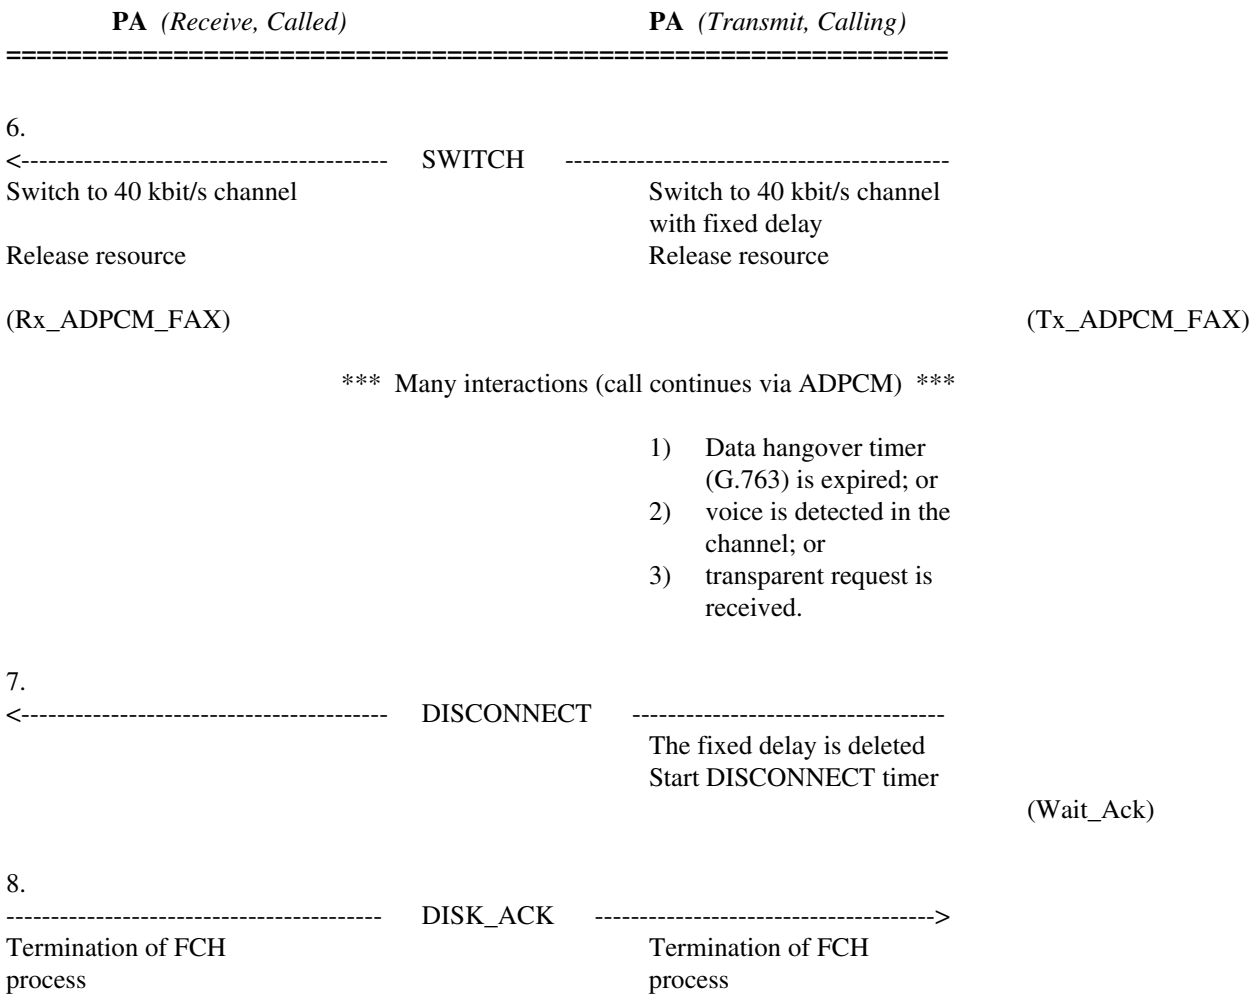 PA (Receive, Called) PA (Transmit, Calling)
==============================================================
6.
<----------------------------------------- SWITCH -------------------------------------------
Switch to 40 kbit/s channel Switch to 40 kbit/s channel
with fixed delay
Release resource Release resource
(Rx_ADPCM_FAX) (Tx_ADPCM_FAX)
*** Many interactions (call continues via ADPCM) ***
1) Data hangover timer
(G.763) is expired; or
2) voice is detected in the
channel; or
3) transparent request is
received.
7.
<----------------------------------------- DISCONNECT -----------------------------------
The fixed delay is deleted
Start DISCONNECT timer
(Wait_Ack)
8.
------------------------------------------ DISK_ACK -------------------------------------->
Termination of FCH Termination of FCH
process process